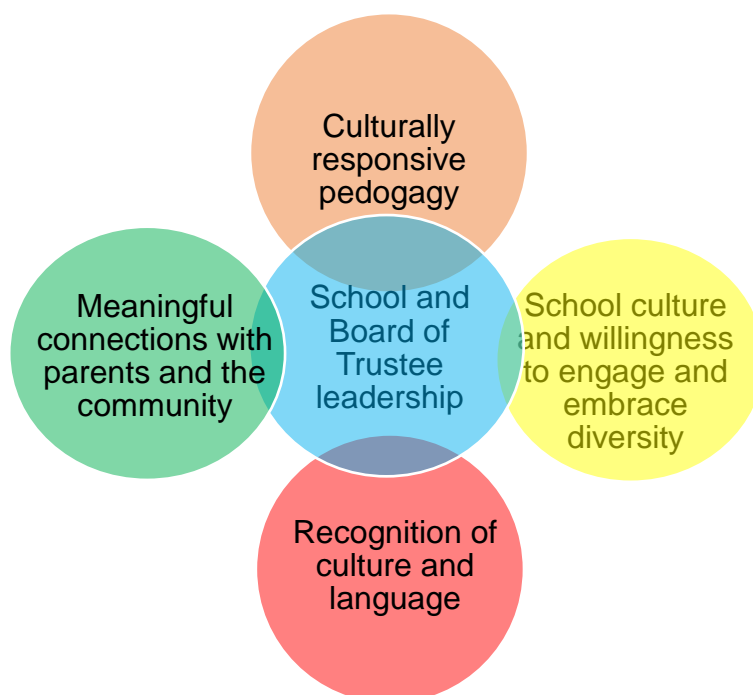 Culturally
responsive
pedogagy
Meaningful
connections with
parents and the
community
School and
Board of
Trustee
leadership
School culture
and willingness
to engage and
embrace
diversity
Recognition of
culture and
language